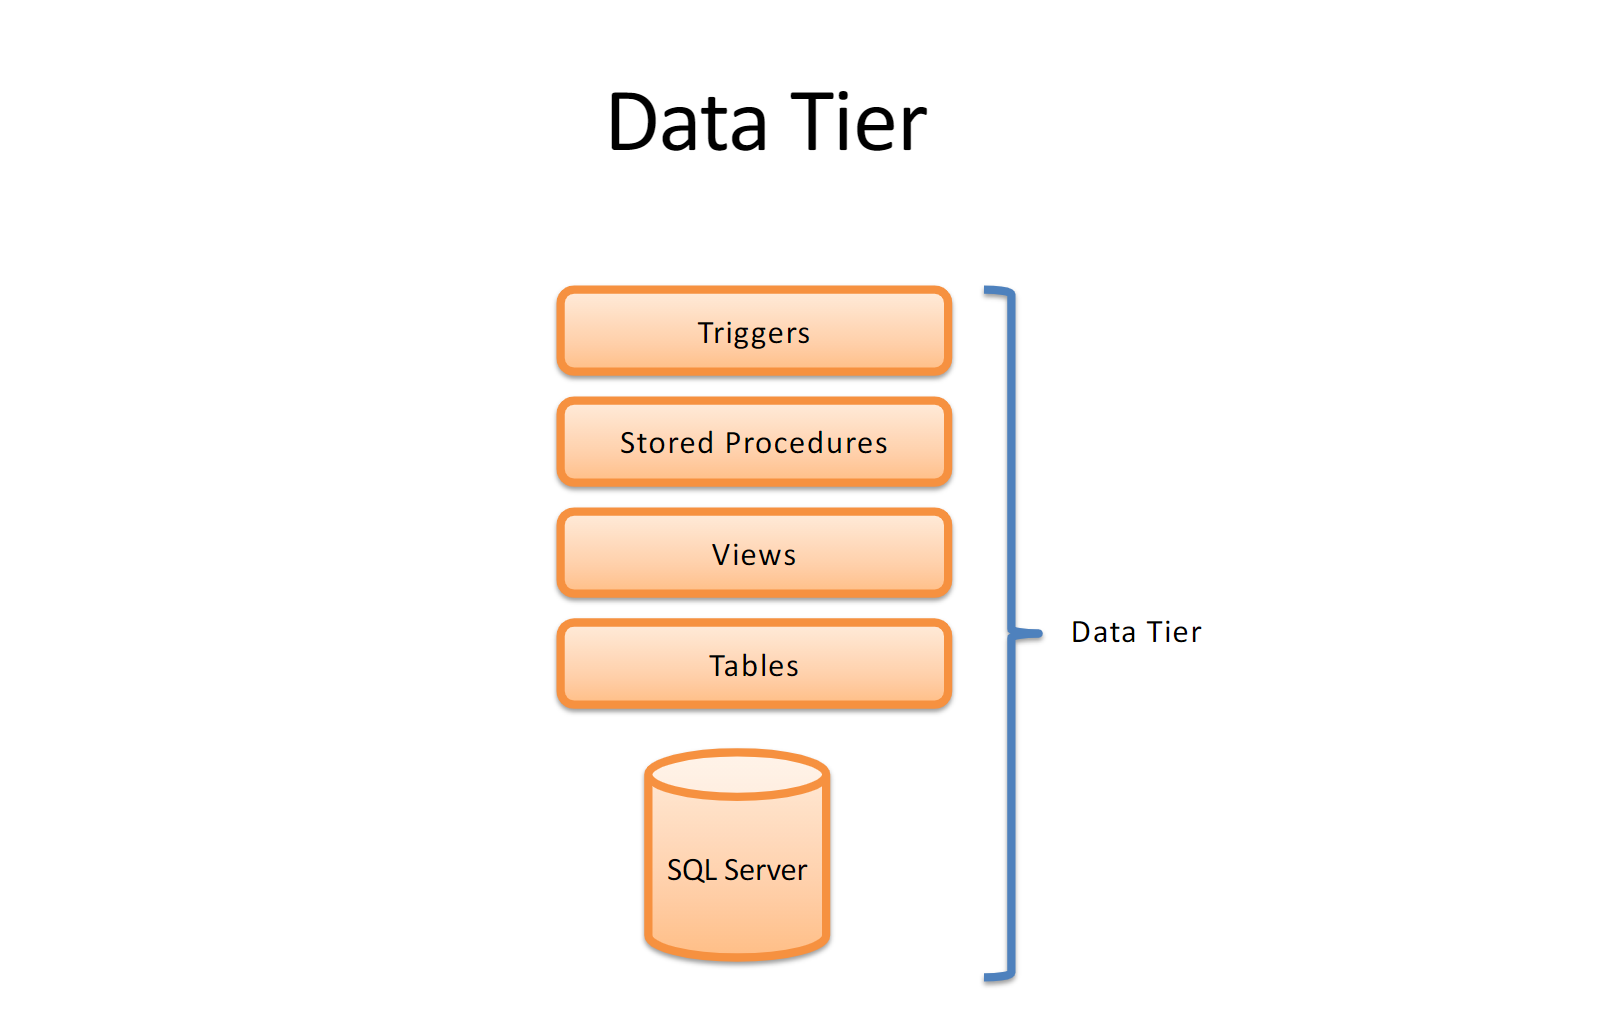 Data Tier
Triggers
Stored Procedures
Views
Tables
Data Tier
SQL Server